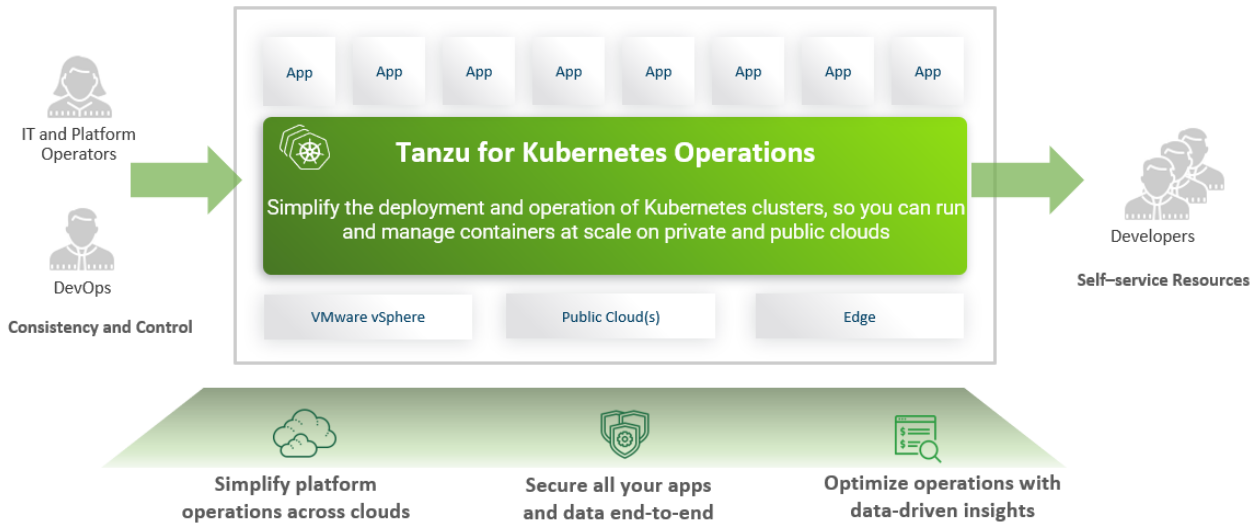 App App App App App App App App
IT and Platform
Operators
DevOps
Consistency and Control
Tanzu for Kubernetes Operations
Simplify the deployment and operation of Kubernetes clusters, so you can run
and manage containers at scale on private and public clouds
VMware vSphere
Public Cloud(s)
Edge
Developers
Self–service Resources
Simplify platform
operations across clouds
Secure all your apps
and data end-to-end
Optimize operations with
data-driven insights